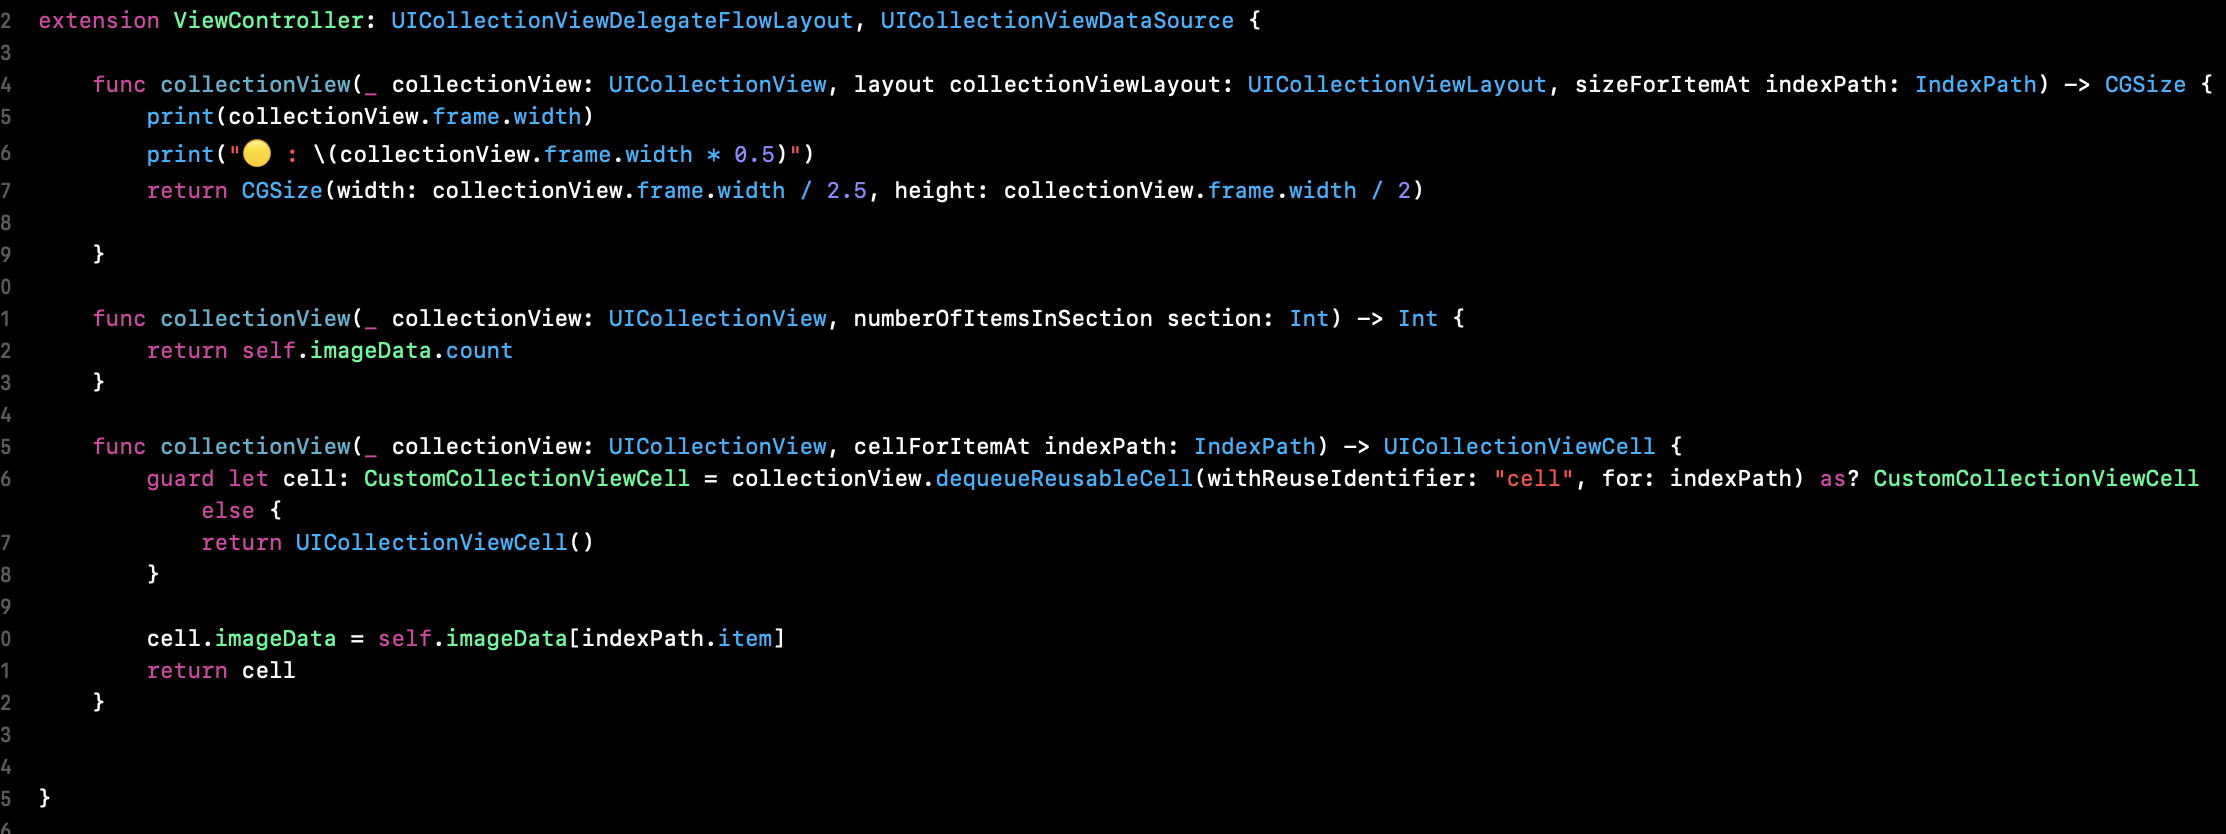 2 extension ViewController: UICollectionViewDelegateFlowLayout, UICollectionViewDataSource {
3
4     func collectionView(_ collectionView: UICollectionView, layout collectionViewLayout: UICollectionViewLayout, sizeForItemAt indexPath: IndexPath) -> CGSize {
5         print(collectionView.frame.width)
6         print("🟡 : \(collectionView.frame.width * 0.5)")
7         return CGSize(width: collectionView.frame.width / 2.5, height: collectionView.frame.width / 2)
8
9     }
0
1     func collectionView(_ collectionView: UICollectionView, numberOfItemsInSection section: Int) -> Int {
2         return self.imageData.count
3     }
4
5     func collectionView(_ collectionView: UICollectionView, cellForItemAt indexPath: IndexPath) -> UICollectionViewCell {
6         guard let cell: CustomCollectionViewCell = collectionView.dequeueReusableCell(withReuseIdentifier: "cell", for: indexPath) as? CustomCollectionViewCell
            else {
7             return UICollectionViewCell()
8         }
9
0         cell.imageData = self.imageData[indexPath.item]
1         return cell
2     }
3
4
5 }
6